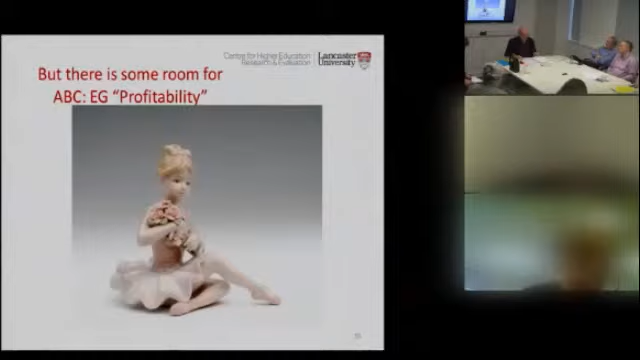 Centre for Higher Education
Research & Evaluation
Lancaster
University
But there is some room for
ABC: EG “Profitability”